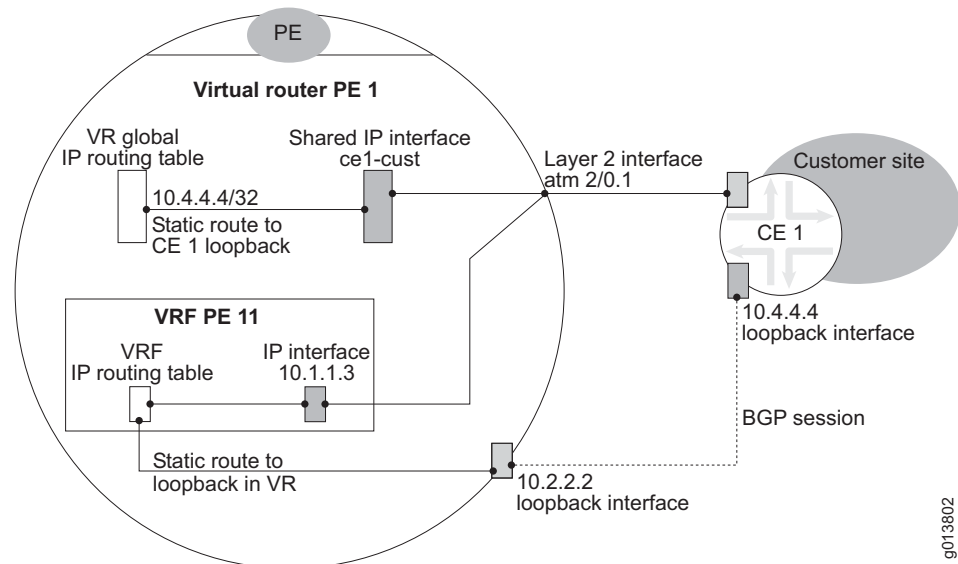 PE
Virtual router PE 1
VR global
IP routing table
Shared IP interface
ce1-cust
Layer 2 interface
atm 2/0.1
Customer site
10.4.4.4/32
Static route to
CE 1 loopback
CE 1
VRF PE 11
VRF
IP routing table
IP interface
10.1.1.3
10.4.4.4
loopback interface
BGP session
Static route to
loopback in VR
10.2.2.2
loopback interface
g013802